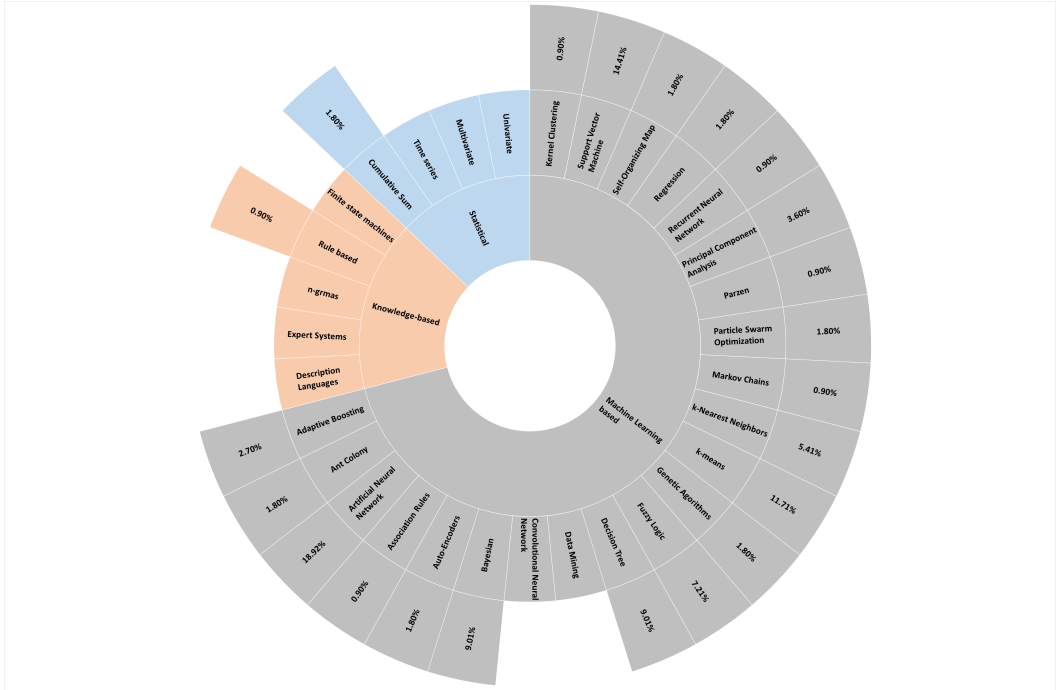 0.90%
Kernel Clustering
14.41%
Support Vector
Machine
1.80%
Self-Organizing Map
1.80%
Regression
0.90%
Recurrent Neural
Network
3.60%
Principal Component
Analysis
0.90%
Parzen
1.80%
Particle Swarm
Optimization
0.90%
Markov Chains
5.41%
k-Nearest Neighbors
11.71%
k-means
1.80%
Genetic Agorithms
7.21%
Fuzzy Logic
9.01%
Decision Tree
Data Mining
Convolutional Neural
Network
9.01%
Bayesian
1.80%
Auto-Encoders
0.90%
Association Rules
18.92%
Artificial Neural
Network
1.80%
Ant Colony
2.70%
Adaptive Boosting
Machine Learning
based
Description
Languages
Expert Systems
n-grmas
0.90%
Rule based
Finite state machines
Knowledge-based
1.80%
Cumulative Sum
Time series
Multivariate
Univariate
Statistical